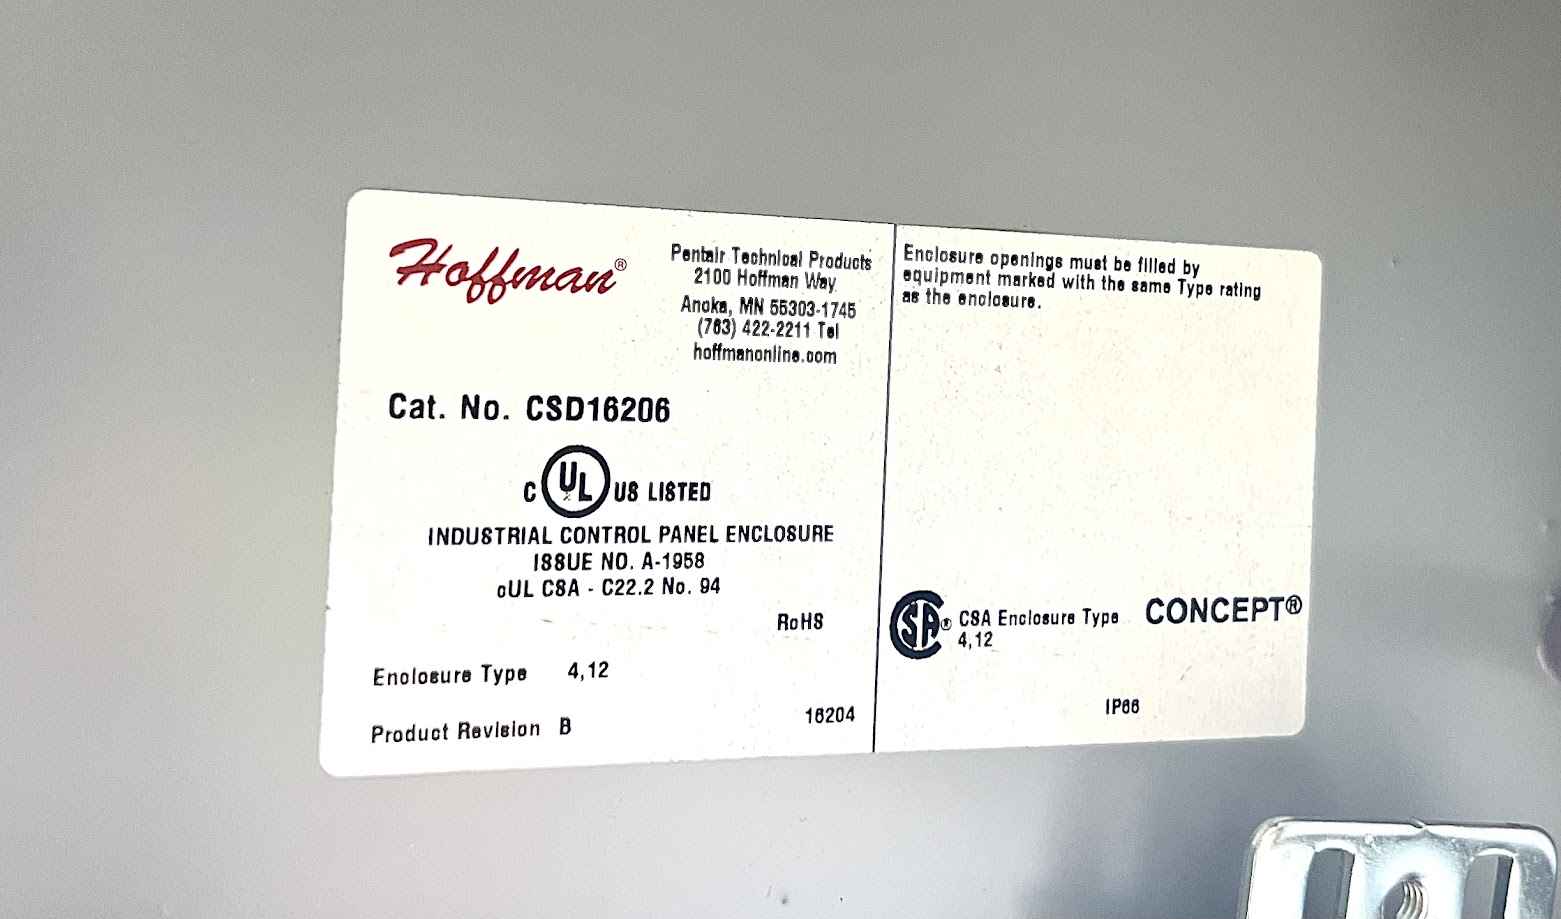 Hoffman®
Pentair Technical Products
2100 Hoffman Way
Anoka, MN 55303-1745
(763) 422-2211 Tel
hoffmanonline.com
Cat. No. CSD16206
C UL US LISTED
INDUSTRIAL CONTROL PANEL ENCLOSURE
ISSUE NO. A-1958
cUL CSA - C22.2 No. 94
RoHS
Enclosure Type 4,12
Product Revision B
16204
Enclosure openings must be filled by
equipment marked with the same Type rating
as the enclosure.
SA® CSA Enclosure Type
4,12
CONCEPT®
IP66